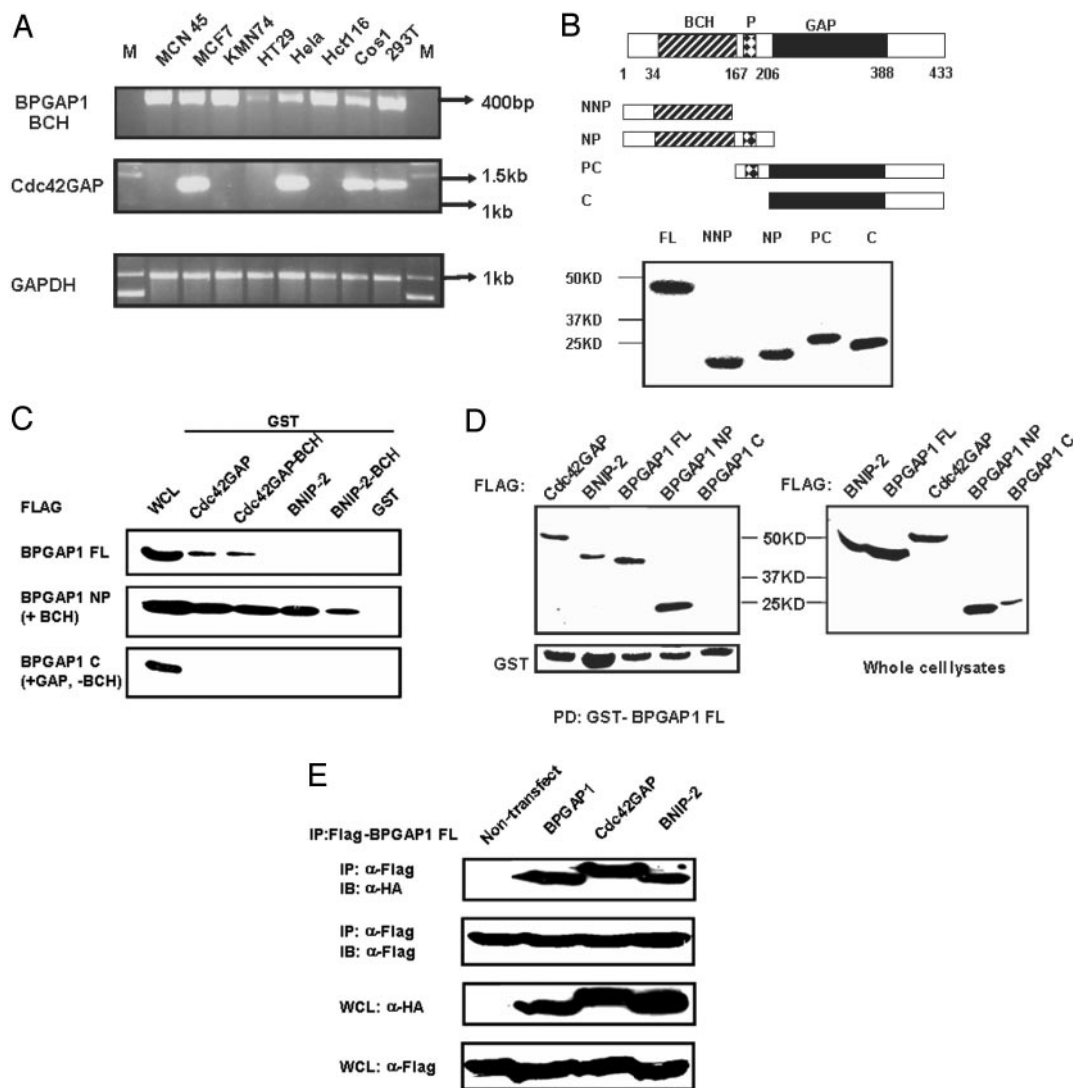 A
M MCN 45 MCF7 KMN74 HT29 Hela Hct116 Cos1 293T M
BPGAP1
BCH
400bp
Cdc42GAP
1.5kb
1kb
GAPDH
1kb
B
BCH P GAP
1 34 167 206 388 433
NNP
NP
PC
C
FL NNP NP PC C
50KD
37KD
25KD
C
GST
FLAG
WCL Cdc42GAP Cdc42GAP-BCH BNIP-2 BNIP-2-BCH GST
BPGAP1 FL
BPGAP1 NP
(+ BCH)
BPGAP1 C
(+GAP, -BCH)
D
FLAG: Cdc42GAP BNIP-2 BPGAP1 FL BPGAP1 NP BPGAP1 C
FLAG: BNIP-2 BPGAP1 FL Cdc42GAP BPGAP1 NP BPGAP1 C
50KD
37KD
25KD
GST
Whole cell lysates
PD: GST- BPGAP1 FL
E
IP:Flag-BPGAP1 FL
Non-transfect BPGAP1 Cdc42GAP BNIP-2
IP: α-Flag
IB: α-HA
IP: α-Flag
IB: α-Flag
WCL: α-HA
WCL: α-Flag